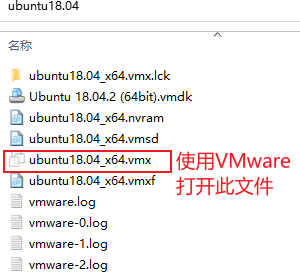 ubuntu18.04
名称
ubuntu18.04_x64.vmx.lck
Ubuntu 18.04.2 (64bit).vmdk
ubuntu18.04_x64.nvram
ubuntu18.04_x64.vmsd
ubuntu18.04_x64.vmx
使用VMware
打开此文件
ubuntu18.04_x64.vmxf
vmware.log
vmware-0.log
vmware-1.log
vmware-2.log